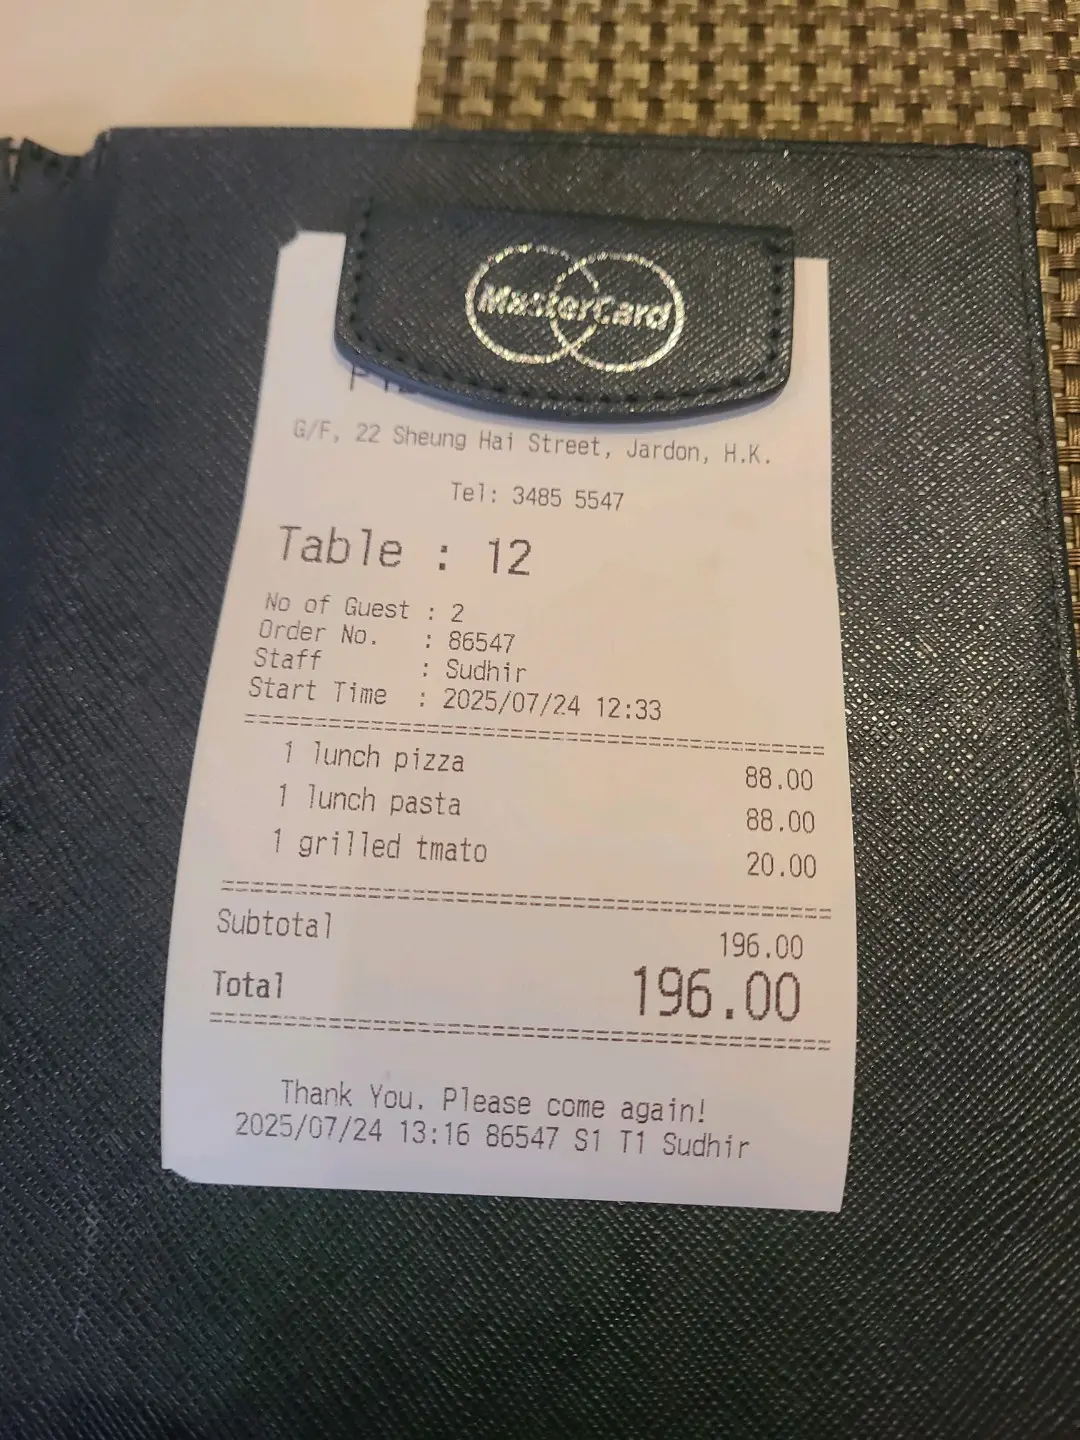 MasterCard
G/F, 22 Sheung Hai Street, Jardon, H.K.
Tel: 3485 5547
Table : 12
No of Guest : 2
Order No. : 86547
Staff : Sudhir
Start Time : 2025/07/24 12:33
1 lunch pizza 88.00
1 lunch pasta 88.00
1 grilled tmato 20.00
Subtotal 196.00
Total 196.00
Thank You. Please come again!
2025/07/24 13:16 86547 S1 T1 Sudhir